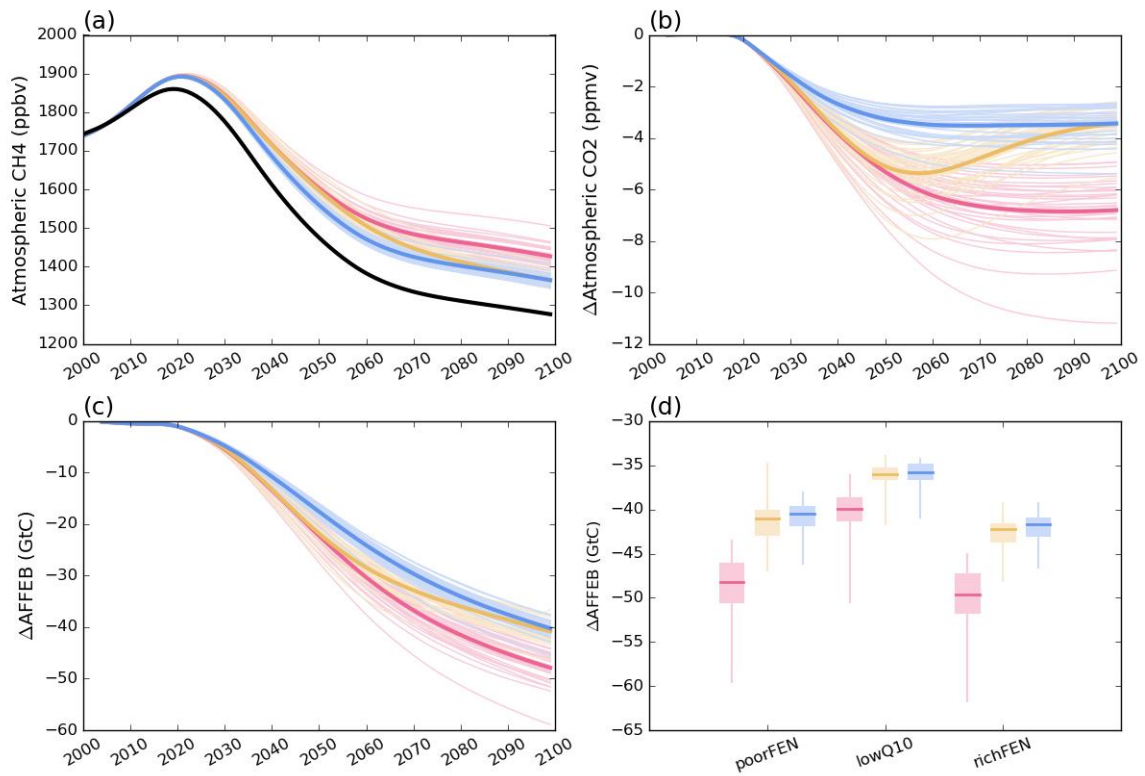 (a)
Atmospheric CH4 (ppbv)
2000
1900
1800
1700
1600
1500
1400
1300
1200
2000 2010 2020 2030 2040 2050 2060 2070 2080 2090 2100
(b)
ΔAtmospheric CO2 (ppmv)
0
−2
−4
−6
−8
−10
−12
2000 2010 2020 2030 2040 2050 2060 2070 2080 2090 2100
(c)
ΔAFFEB (GtC)
0
−10
−20
−30
−40
−50
−60
2000 2010 2020 2030 2040 2050 2060 2070 2080 2090 2100
(d)
ΔAFFEB (GtC)
−30
−35
−40
−45
−50
−55
−60
−65
poorFEN lowQ10 richFEN